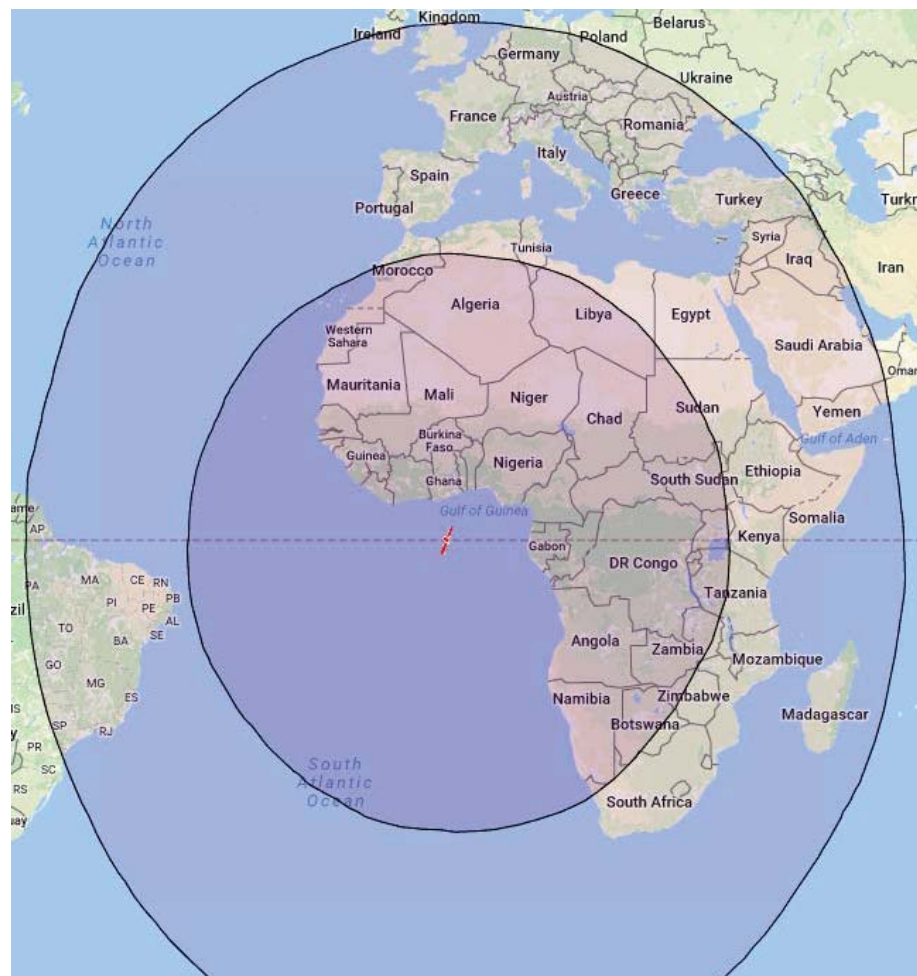 Kingdom
Ireland
Poland
Belarus
Germany
Ukraine
Austria
France
Romania
Italy
Spain
Greece
Turkey
Portugal
North
Atlantic
Ocean
Tunisia
Syria
Iraq
Iran
Morocco
Algeria
Libya
Egypt
Western
Sahara
Saudi Arabia
Oman
Mauritania
Mali
Niger
Chad
Sudan
Yemen
Gulf of Aden
Burkina
Faso
Guinea
Ghana
Nigeria
South Sudan
Ethiopia
Gulf of Guinea
Somalia
AP
Gabon
DR Congo
Kenya
PA
MA
CE
RN
PB
PI
PE
AL
SE
TO
BA
Tanzania
GO
MG
ES
SP
RJ
PR
SC
RS
Angola
Zambia
Mozambique
Namibia
Zimbabwe
Botswana
Madagascar
South
Atlantic
Ocean
South Africa